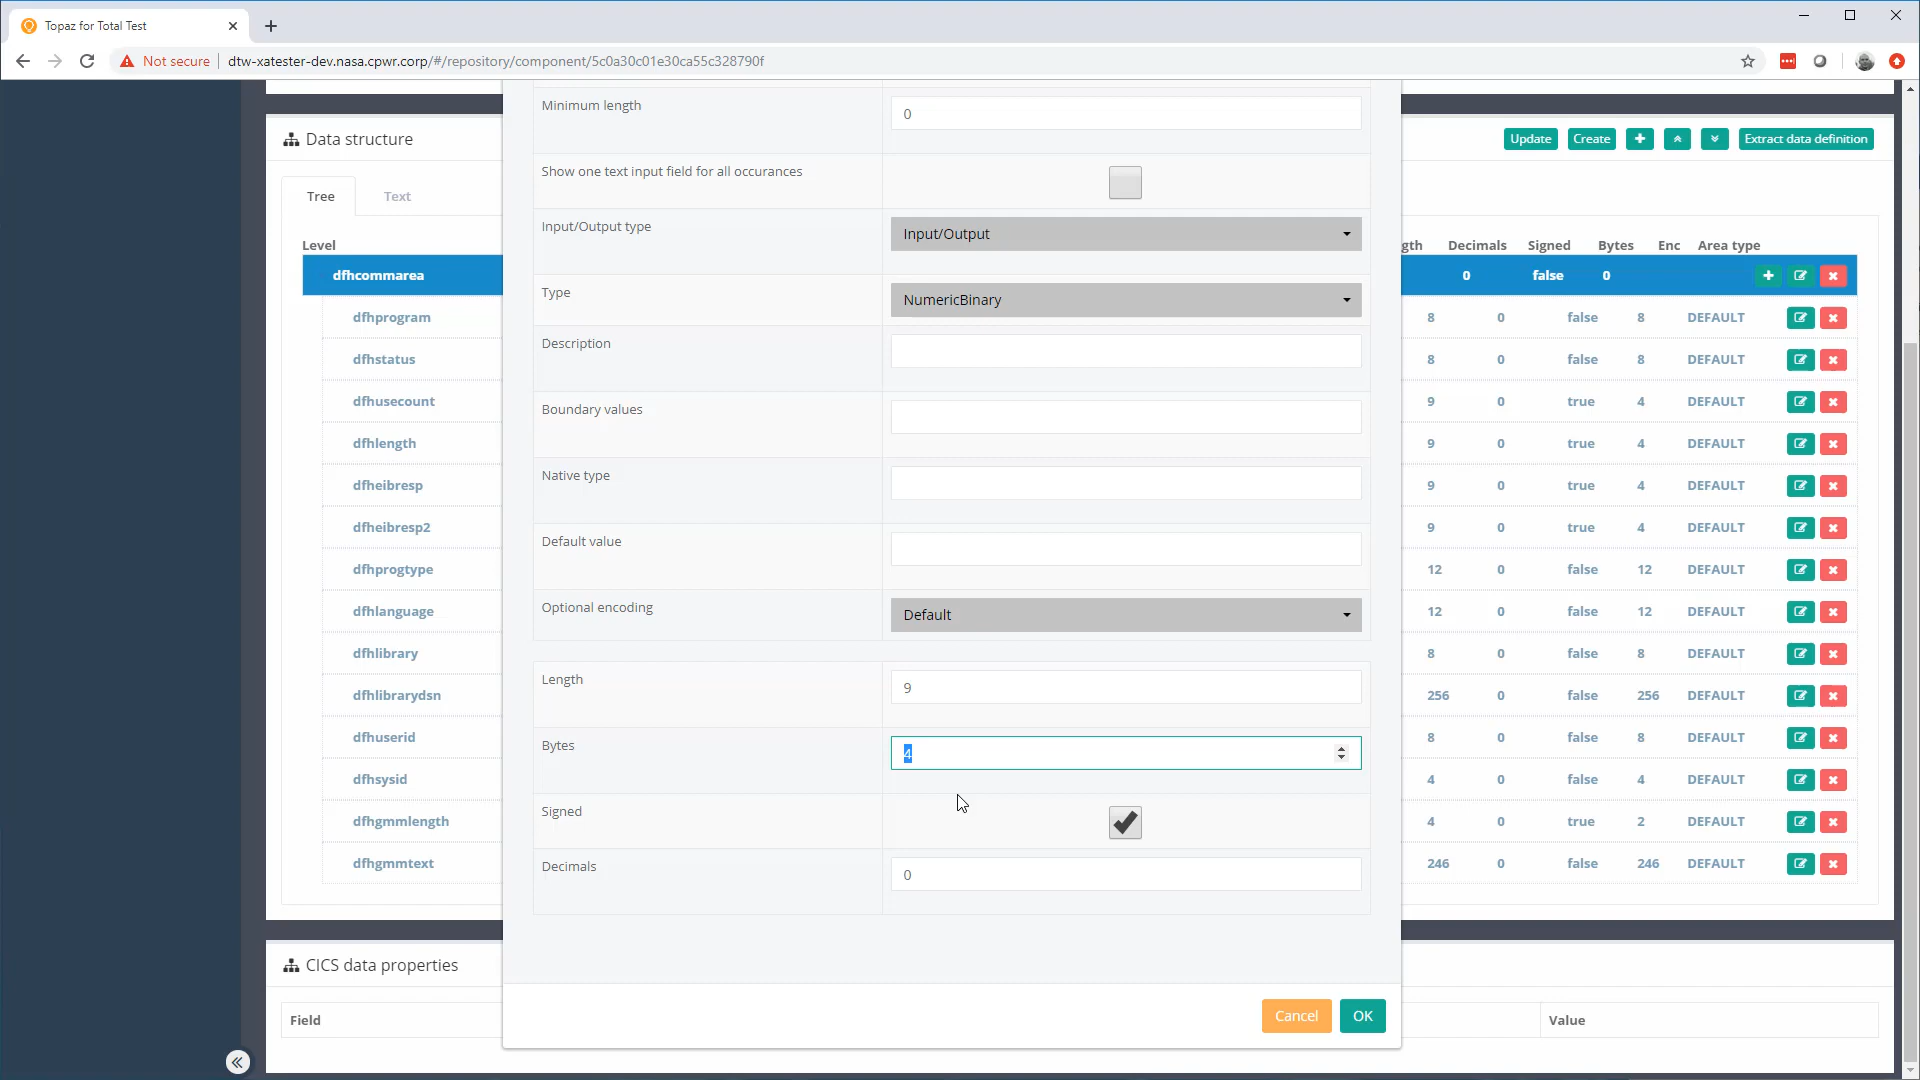 Topaz for Total Test
Not secure | dtw-xatester-dev.nasa.cpwr.corp/#/repository/component/5c0a30c01e30ca55c328790f
Data structure
Update Create Extract data definition
Tree Text
Level gth Decimals Signed Bytes Enc Area type
dfhcommarea 0 false 0
dfhprogram 8 0 false 8 DEFAULT
dfhstatus 8 0 false 8 DEFAULT
dfhusecount 9 0 true 4 DEFAULT
dfhlength 9 0 true 4 DEFAULT
dfheibresp 9 0 true 4 DEFAULT
dfheibresp2 9 0 true 4 DEFAULT
dfhprogtype 12 0 false 12 DEFAULT
dfhlanguage 12 0 false 12 DEFAULT
dfhlibrary 8 0 false 8 DEFAULT
dfhlibrarydsn 256 0 false 256 DEFAULT
dfhuserid 8 0 false 8 DEFAULT
dfhsysid 4 0 false 4 DEFAULT
dfhgmmlength 4 0 true 2 DEFAULT
dfhgmmtext 246 0 false 246 DEFAULT
Minimum length 0
Show one text input field for all occurances
Input/Output type Input/Output
Type NumericBinary
Description
Boundary values
Native type
Default value
Optional encoding Default
Length 9
Bytes 4
Signed
Decimals 0
Cancel OK
CICS data properties
Field Value